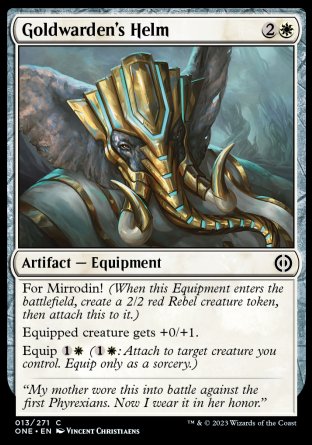 Goldwarden's Helm 2
Artifact — Equipment
For Mirrodin! (When this Equipment enters the
battlefield, create a 2/2 red Rebel creature token,
then attach this to it.)
Equipped creature gets +0/+1.
Equip 1 (1: Attach to target creature you
control. Equip only as a sorcery.)
"My mother wore this into battle against the
first Phyrexians. Now I wear it in her honor."
013/271 C
ONE • EN VINCENT CHRISTIAENS
™ & © 2023 Wizards of the Coast